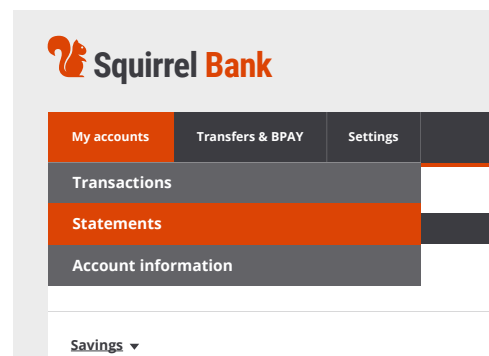 Squirrel Bank
My accounts Transfers & BPAY Settings
Transactions
Statements
Account information
Savings